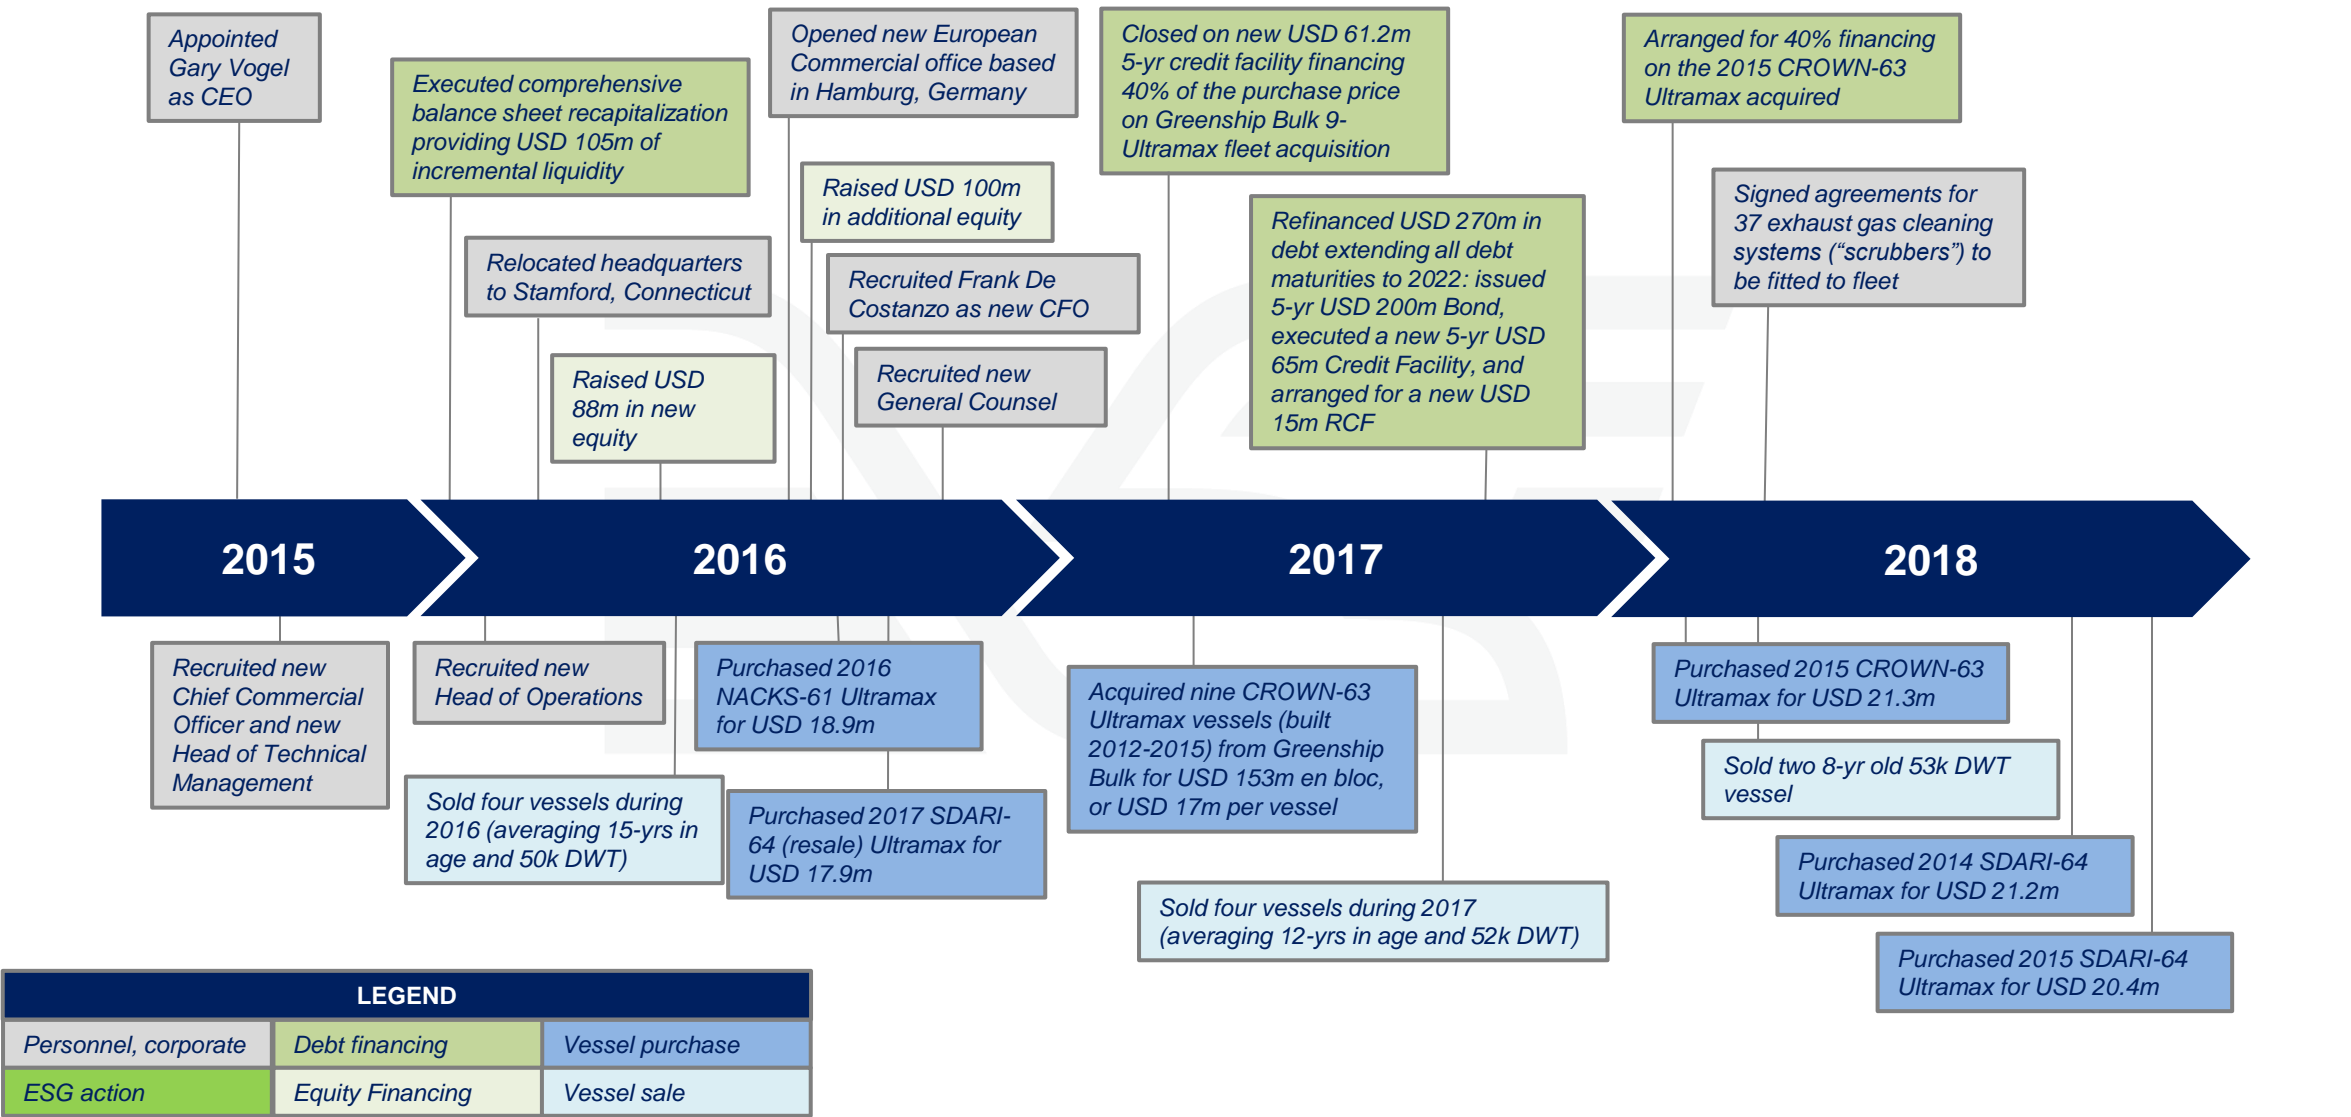 Appointed
Gary Vogel
as CEO
Executed comprehensive
balance sheet recapitalization
providing USD 105m of
incremental liquidity
Relocated headquarters
to Stamford, Connecticut
Raised USD
88m in new
equity
Opened new European
Commercial office based
in Hamburg, Germany
Raised USD 100m
in additional equity
Recruited Frank De
Costanzo as new CFO
Recruited new
General Counsel
Closed on new USD 61.2m
5-yr credit facility financing
40% of the purchase price
on Greenship Bulk 9-
Ultramax fleet acquisition
Refinanced USD 270m in
debt extending all debt
maturities to 2022: issued
5-yr USD 200m Bond,
executed a new 5-yr USD
65m Credit Facility, and
arranged for a new USD
15m RCF
Arranged for 40% financing
on the 2015 CROWN-63
Ultramax acquired
Signed agreements for
37 exhaust gas cleaning
systems (“scrubbers”) to
be fitted to fleet
2015
2016
2017
2018
Recruited new
Chief Commercial
Officer and new
Head of Technical
Management
Recruited new
Head of Operations
Sold four vessels during
2016 (averaging 15-yrs in
age and 50k DWT)
Purchased 2016
NACKS-61 Ultramax
for USD 18.9m
Purchased 2017 SDARI-
64 (resale) Ultramax for
USD 17.9m
Acquired nine CROWN-63
Ultramax vessels (built
2012-2015) from Greenship
Bulk for USD 153m en bloc,
or USD 17m per vessel
Sold four vessels during 2017
(averaging 12-yrs in age and 52k DWT)
Purchased 2015 CROWN-63
Ultramax for USD 21.3m
Sold two 8-yr old 53k DWT
vessel
Purchased 2014 SDARI-64
Ultramax for USD 21.2m
Purchased 2015 SDARI-64
Ultramax for USD 20.4m
LEGEND
Personnel, corporate
Debt financing
Vessel purchase
ESG action
Equity Financing
Vessel sale